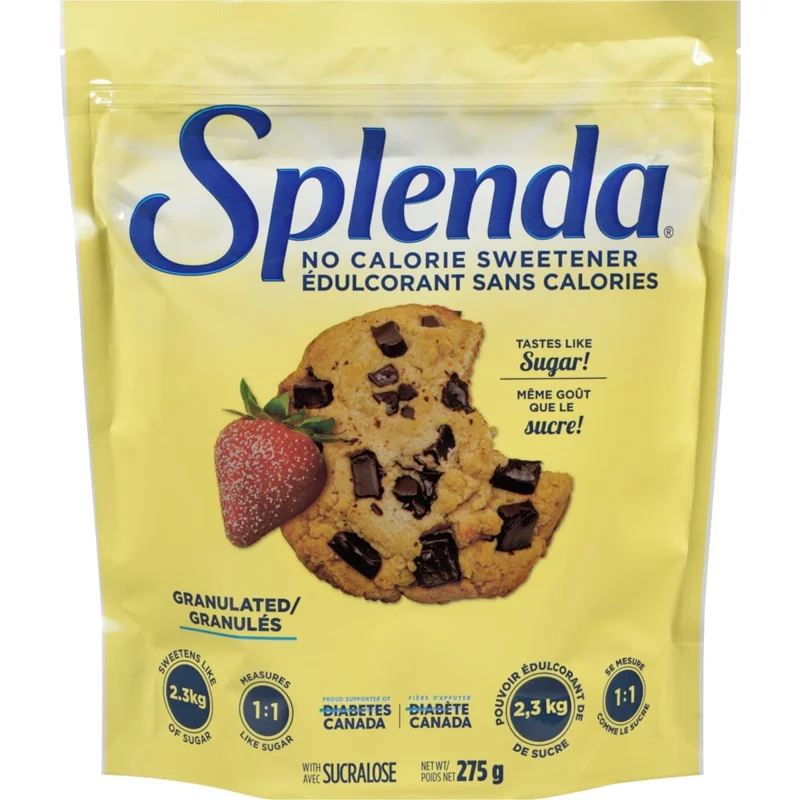 Splenda®
NO CALORIE SWEETENER
ÉDULCORANT SANS CALORIES
TASTES LIKE
Sugar!
MÊME GOÛT
QUE LE
sucre!
GRANULATED/
GRANULÉS
SWEETENS LIKE
2.3kg
OF SUGAR
MEASURES
1:1
LIKE SUGAR
PROUD SUPPORTER OF
DIABETES
CANADA
FIÈRE D'APPUYER
DIABÈTE
CANADA
POUVOIR ÉDULCORANT DE
2,3 kg
DE SUCRE
SE MESURE
1:1
COMME LE SUCRE
WITH
AVEC SUCRALOSE
NET WT/
POIDS NET 275 g